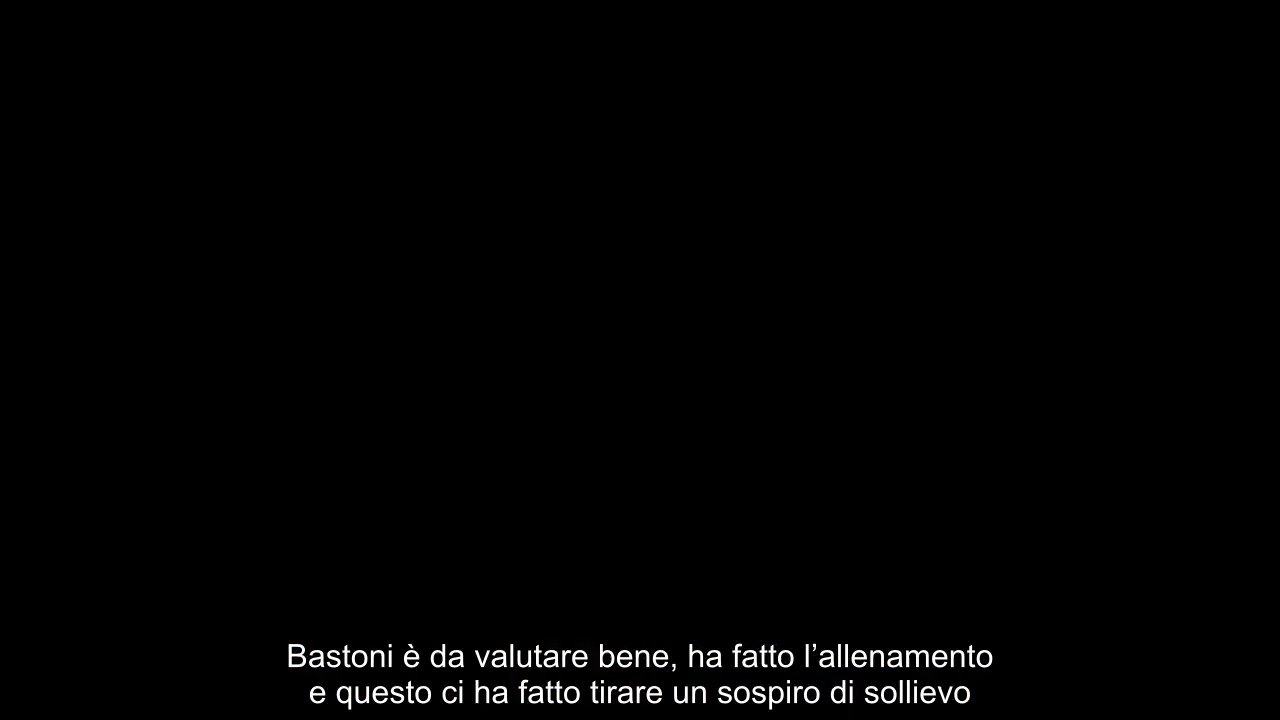 Bastoni è da valutare bene, ha fatto l’allenamento
e questo ci ha fatto tirare un sospiro di sollievo